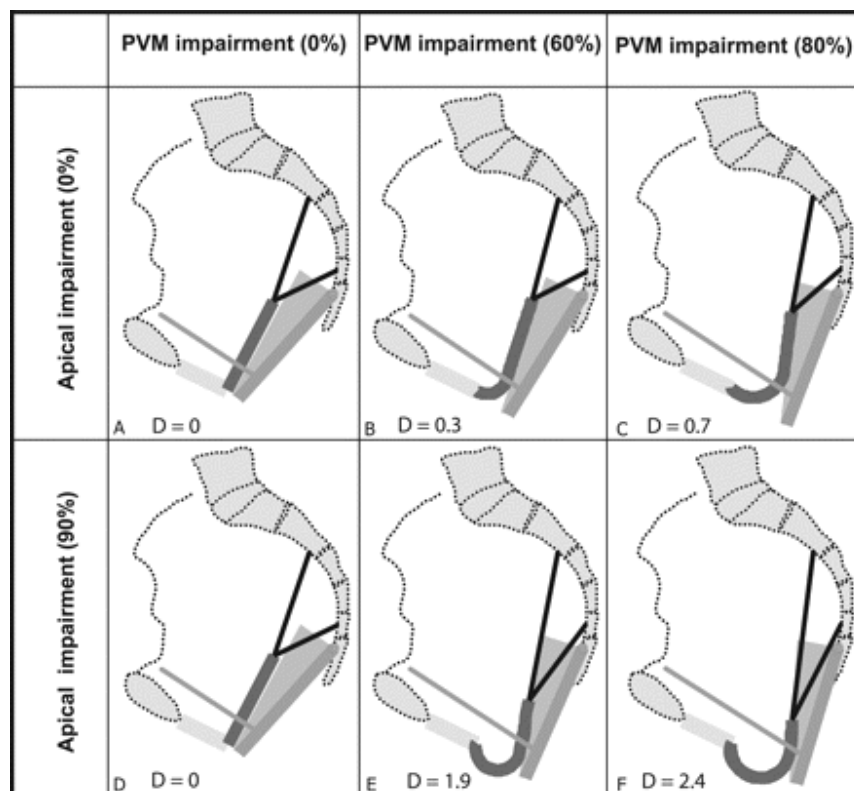 PVM impairment (0%) PVM impairment (60%) PVM impairment (80%)
Apical impairment (0%)
A D = 0 B D = 0.3 C D = 0.7
Apical impairment (90%)
D D = 0 E D = 1.9 F D = 2.4